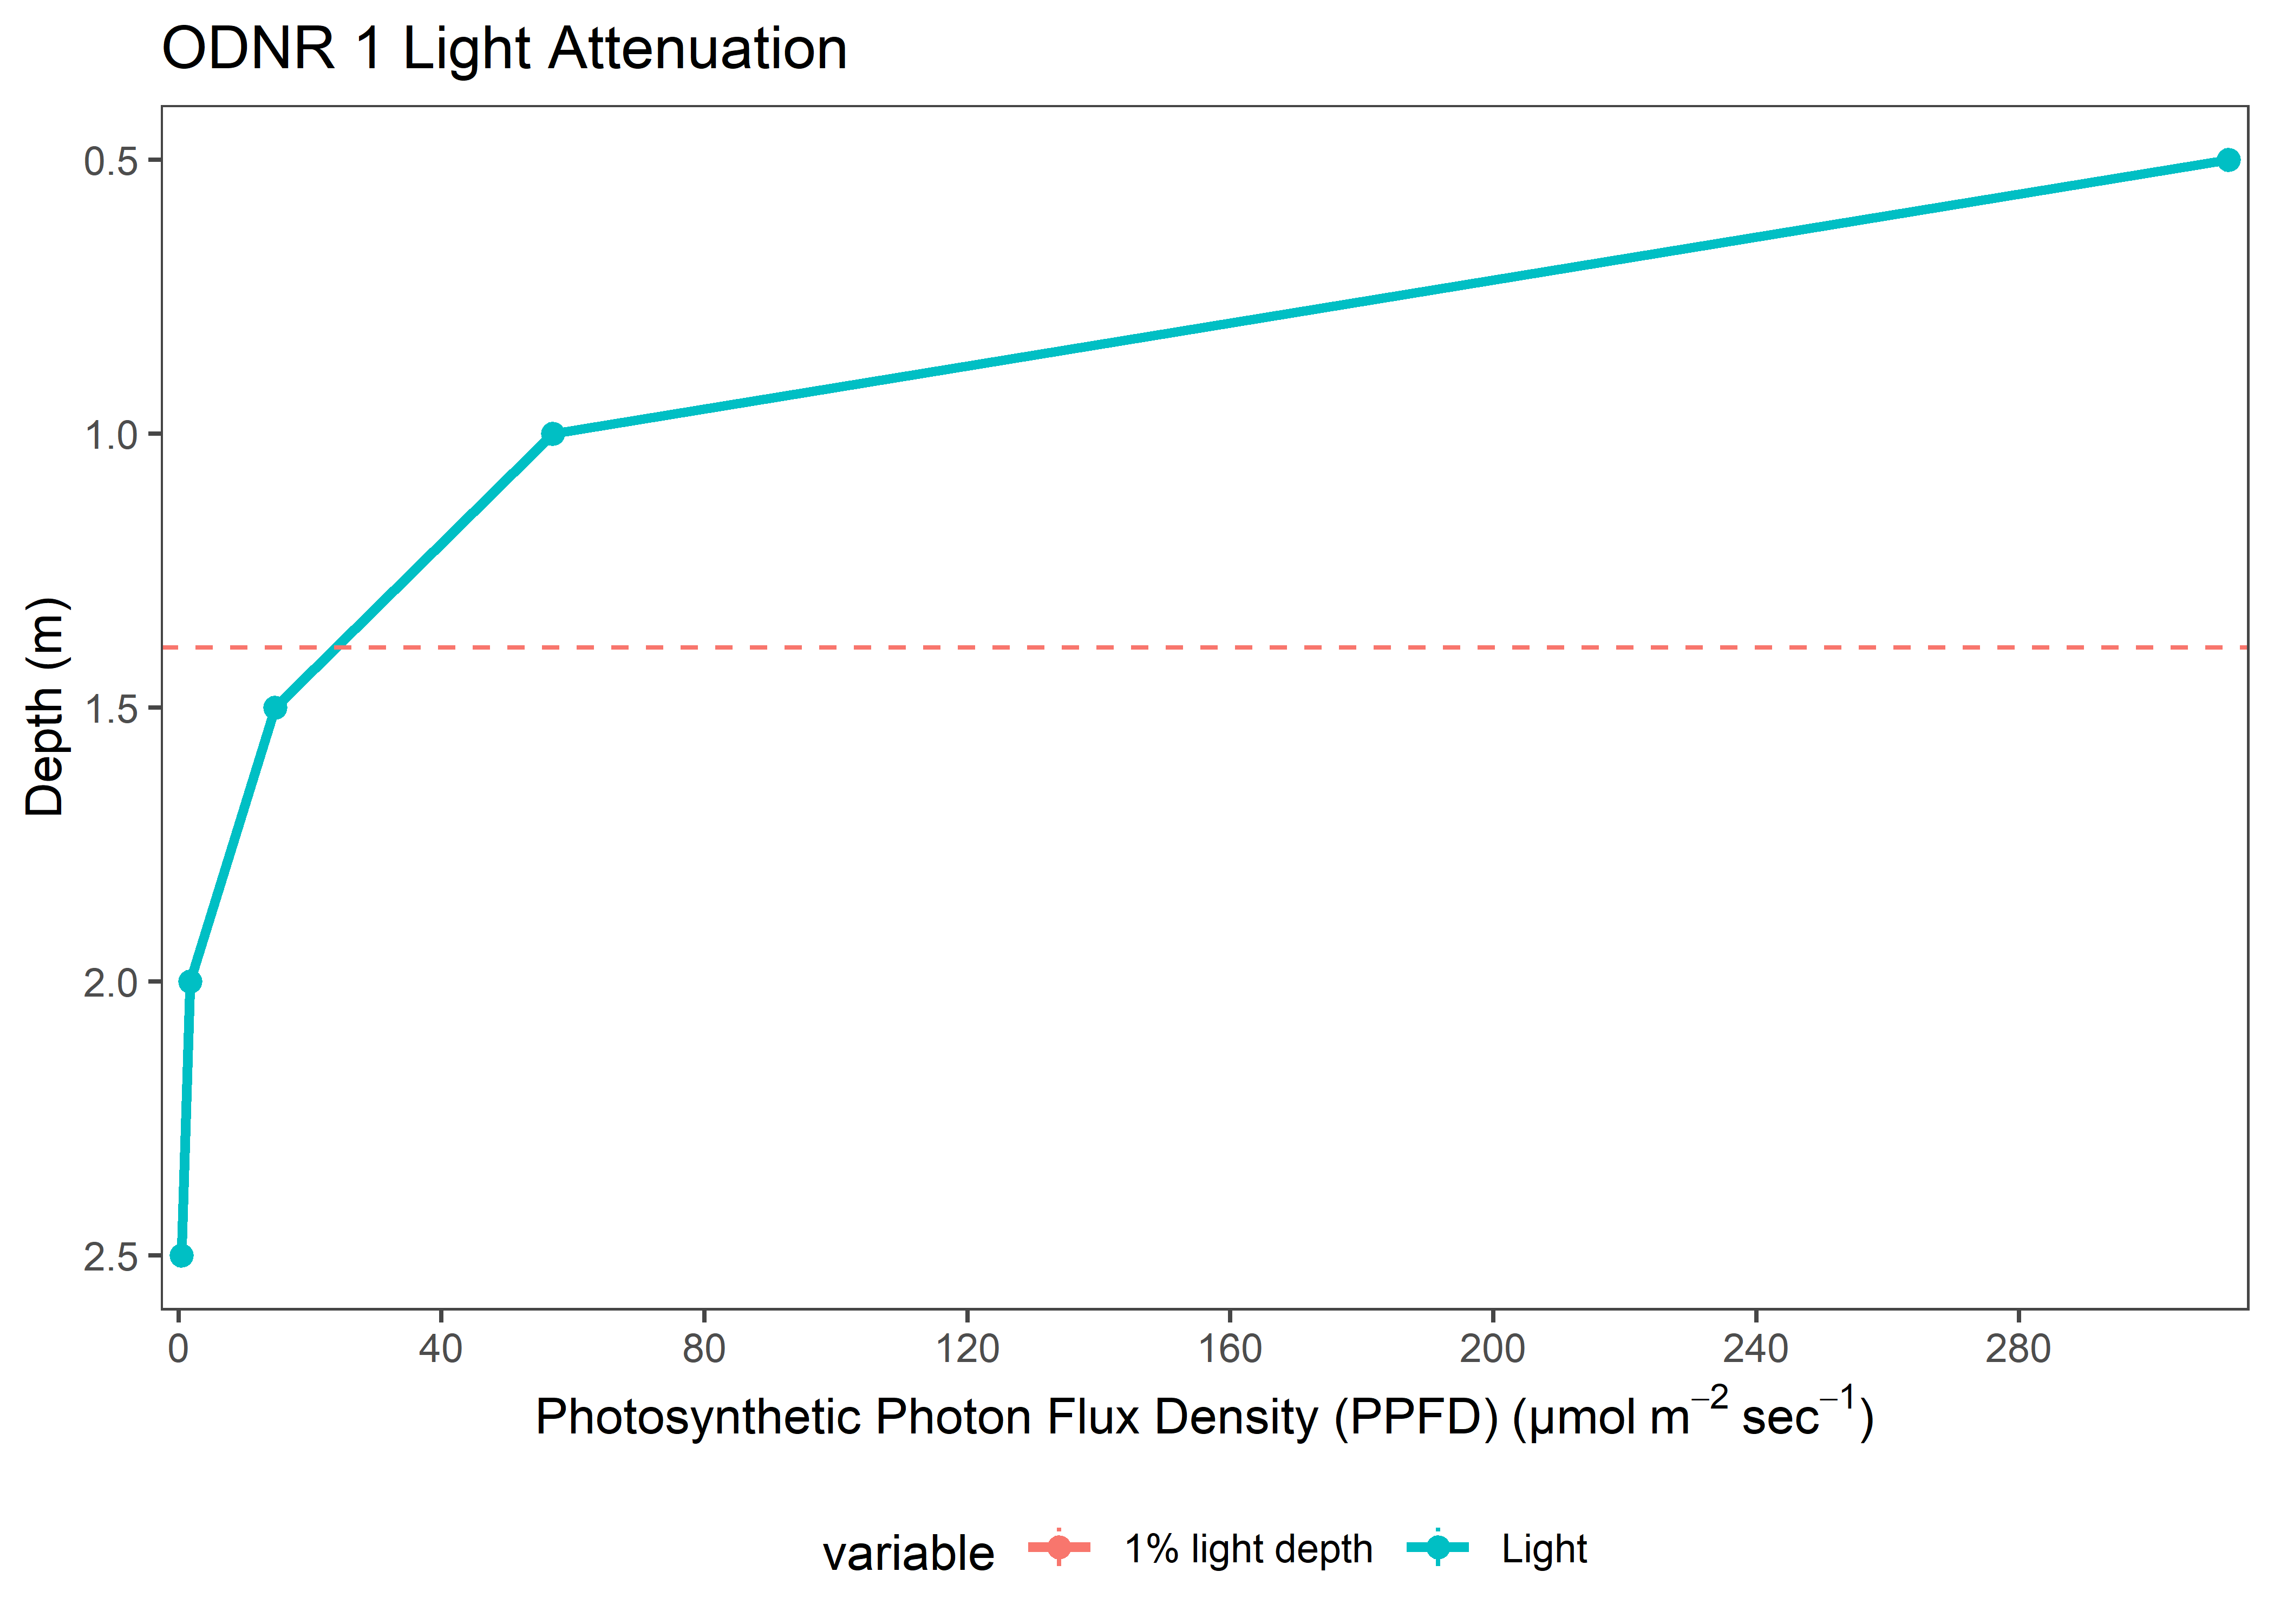 ODNR 1 Light Attenuation
Depth (m)
0.5
1.0
1.5
2.0
2.5
0 40 80 120 160 200 240 280
Photosynthetic Photon Flux Density (PPFD) (µmol m⁻² sec⁻¹)
variable 1% light depth Light